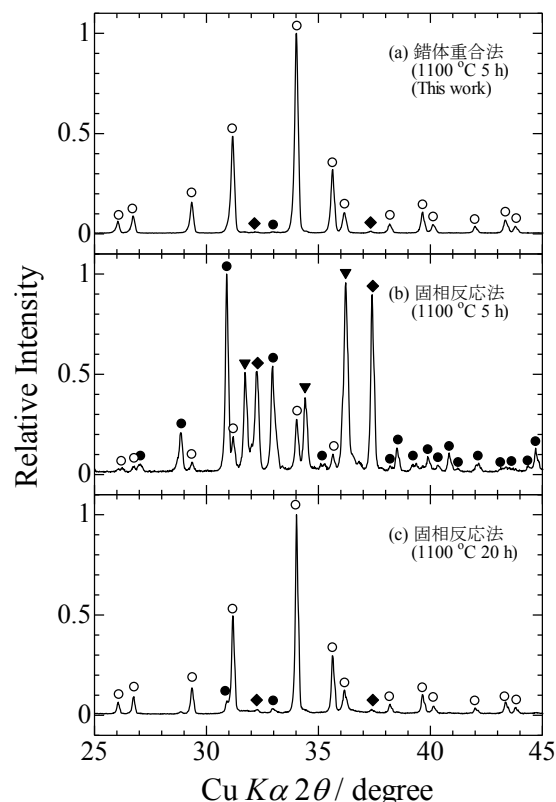 1
0.5
0
(a) 錯体重合法
(1100 °C 5 h)
(This work)
1
0.5
0
(b) 固相反応法
(1100 °C 5 h)
1
0.5
0
(c) 固相反応法
(1100 °C 20 h)
Relative Intensity
25 30 35 40 45
Cu Kα 2θ / degree